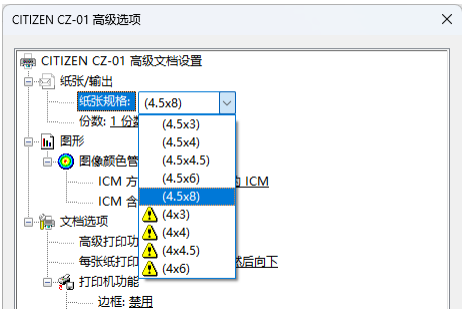 CITIZEN CZ-01 高级选项
CITIZEN CZ-01 高级文档设置
纸张/输出
纸张规格: (4.5x8)
份数: 1 份
(4.5x3)
(4.5x4)
(4.5x4.5)
(4.5x6)
(4.5x8)
(4x3)
(4x4)
(4x4.5)
(4x6)
图形
图像颜色管
ICM 方 ICM
ICM 含
文档选项
高级打印功
每张纸打印 然后向下
打印机功能
边框: 禁用